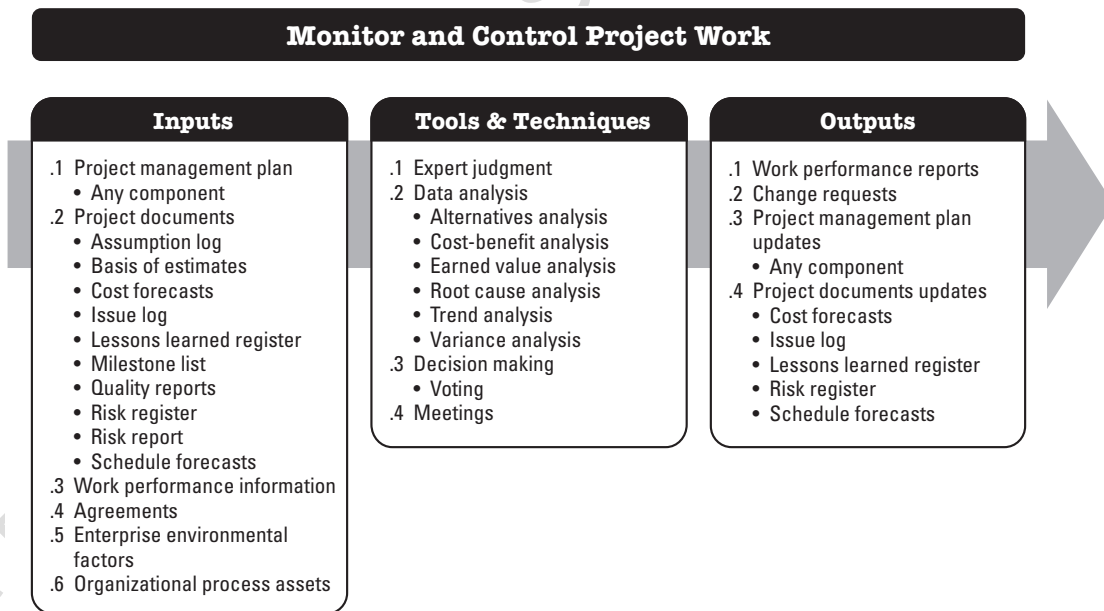 Monitor and Control Project Work
Inputs
.1 Project management plan
• Any component
.2 Project documents
• Assumption log
• Basis of estimates
• Cost forecasts
• Issue log
• Lessons learned register
• Milestone list
• Quality reports
• Risk register
• Risk report
• Schedule forecasts
.3 Work performance information
.4 Agreements
.5 Enterprise environmental
factors
.6 Organizational process assets
Tools & Techniques
.1 Expert judgment
.2 Data analysis
• Alternatives analysis
• Cost-benefit analysis
• Earned value analysis
• Root cause analysis
• Trend analysis
• Variance analysis
.3 Decision making
• Voting
.4 Meetings
Outputs
.1 Work performance reports
.2 Change requests
.3 Project management plan
updates
• Any component
.4 Project documents updates
• Cost forecasts
• Issue log
• Lessons learned register
• Risk register
• Schedule forecasts